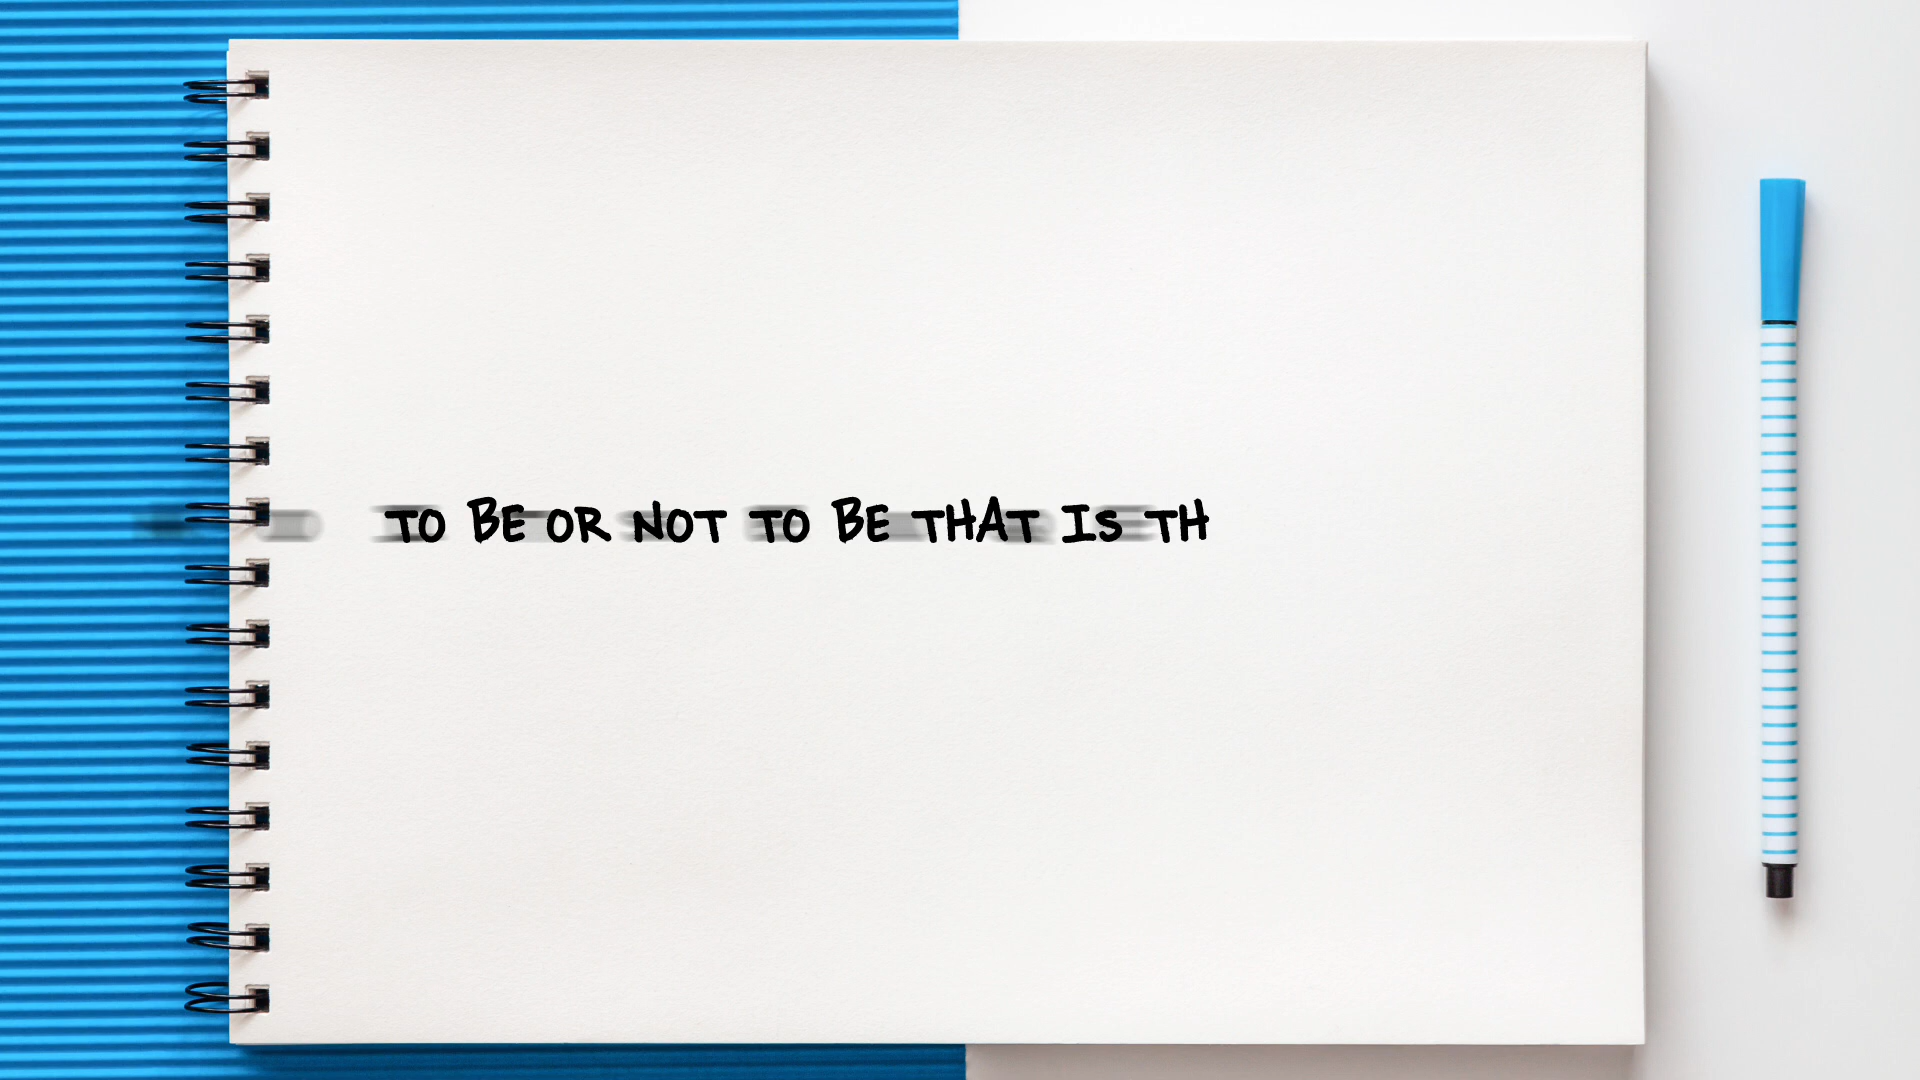 TO BE OR NOT TO BE THAT IS TH